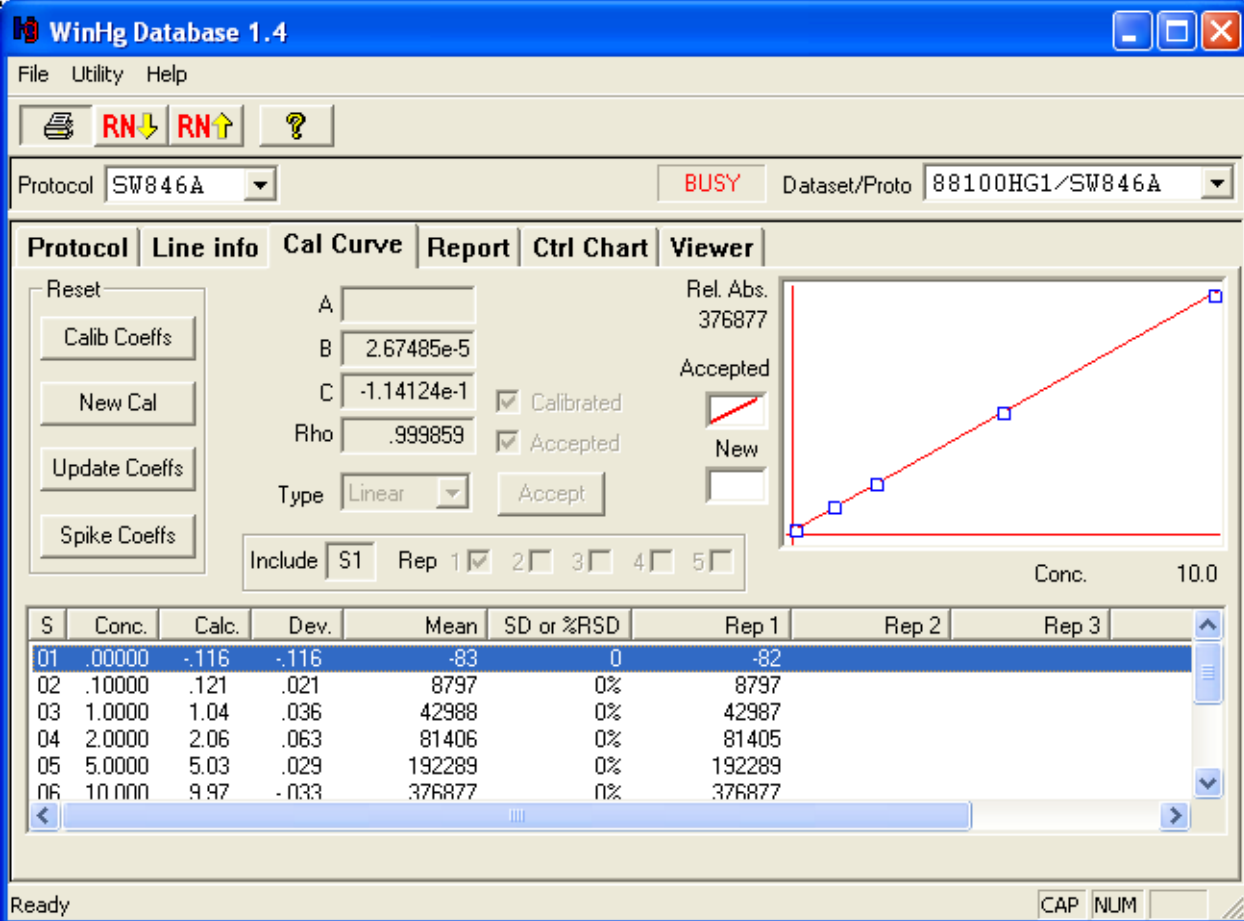 WinHg Database 1.4
File Utility Help
RN RN ?
Protocol SW846A BUSY Dataset/Proto 88100HG1/SW846A
Protocol Line info Cal Curve Report Ctrl Chart Viewer
Reset
Calib Coeffs
New Cal
Update Coeffs
Spike Coeffs
A
B 2.67485e-5
C -1.14124e-1
Rho .999859
Type Linear
Calibrated
Accepted
Accept
Rel. Abs.
376877
Accepted
New
Include S1 Rep 1 2 3 4 5
Conc. 10.0
S Conc. Calc. Dev. Mean SD or %RSD Rep 1 Rep 2 Rep 3
01 .00000 -.116 -.116 -83 0 -82
02 .10000 .121 .021 8797 0% 8797
03 1.0000 1.04 .036 42988 0% 42987
04 2.0000 2.06 .063 81406 0% 81405
05 5.0000 5.03 .029 192289 0% 192289
06 10.000 9.97 -.033 376877 0% 376877
Ready CAP NUM